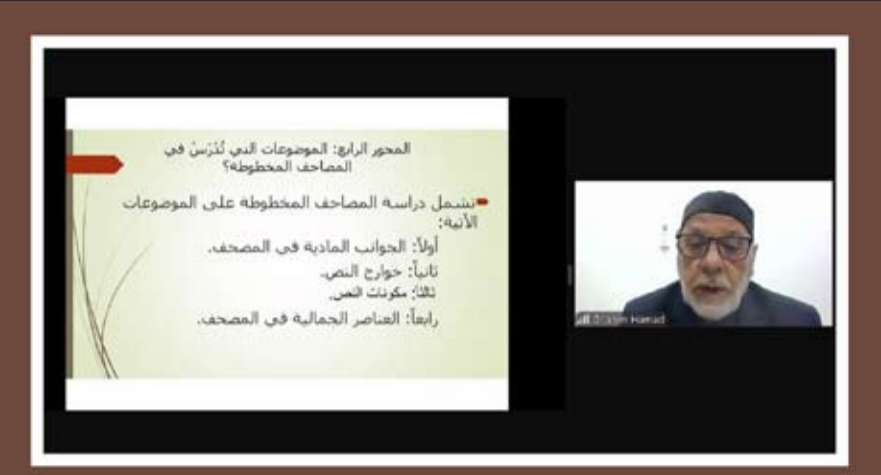 المحور الرابع: الموضوعات التي تُدْرَسُ في
المصاحف المخطوطة؟
تشمل دراسة المصاحف المخطوطة على الموضوعات
الآتية:
أولاً: الجوانب المادية في المصحف.
ثانياً: خوارج النص.
ثالثاً: مكونات النص.
رابعاً: العناصر الجمالية في المصحف.
Hamad